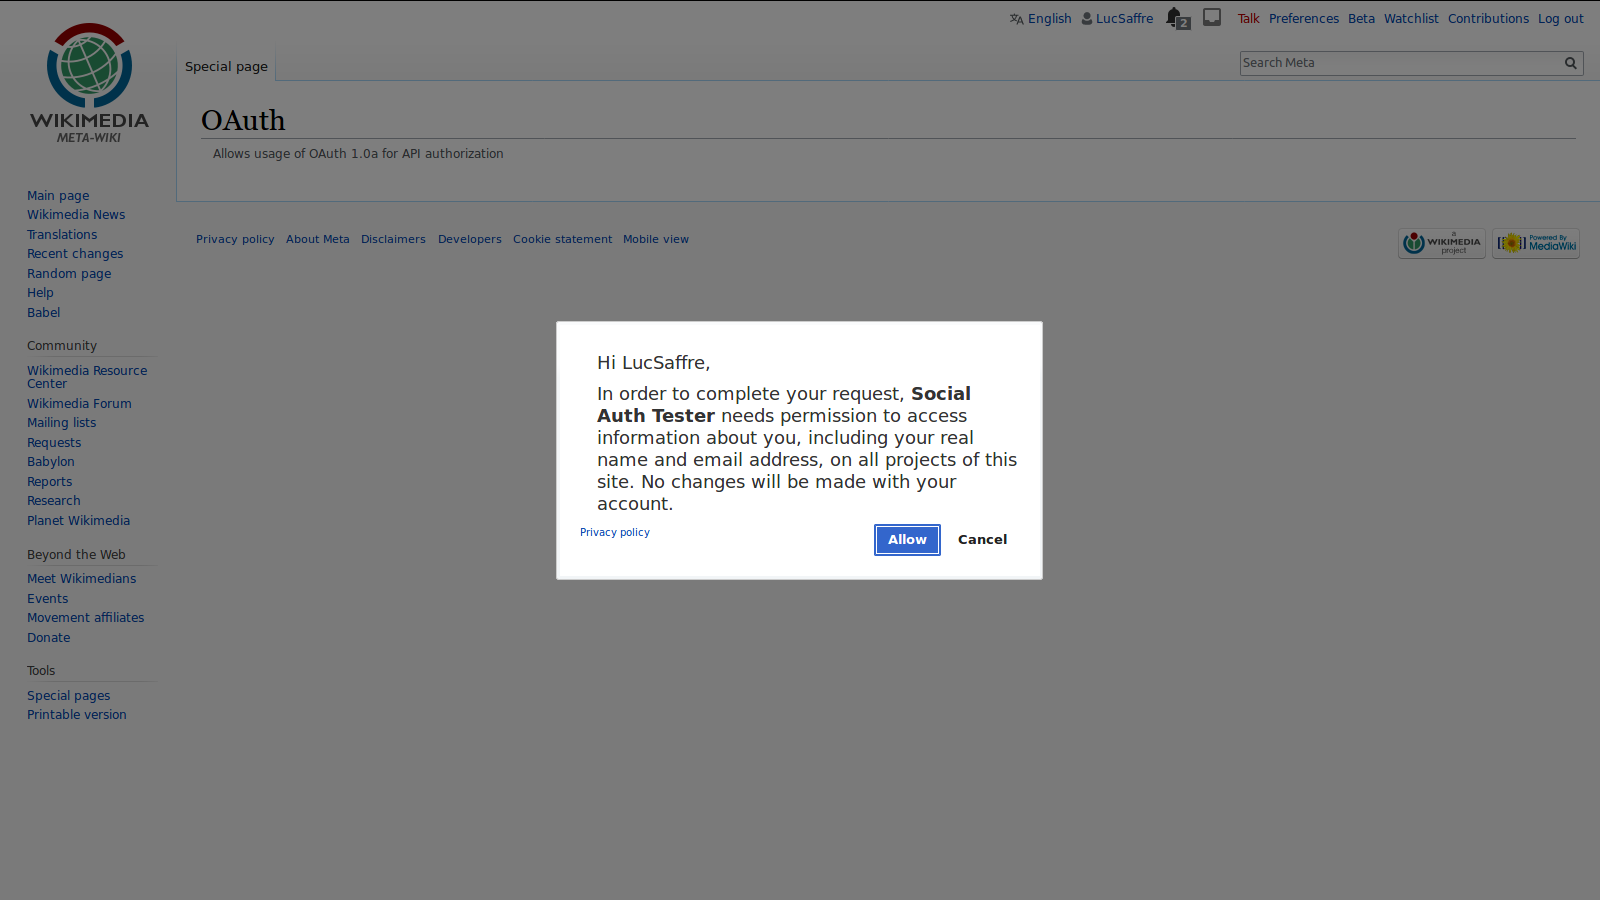 English LucSaffre 2 Talk Preferences Beta Watchlist Contributions Log out
WIKIMEDIA
META-WIKI
Special page
Search Meta
OAuth
Allows usage of OAuth 1.0a for API authorization
Main page
Wikimedia News
Translations
Recent changes
Random page
Help
Babel
Community
Wikimedia Resource
Center
Wikimedia Forum
Mailing lists
Requests
Babylon
Reports
Research
Planet Wikimedia
Beyond the Web
Meet Wikimedians
Events
Movement affiliates
Donate
Tools
Special pages
Printable version
Privacy policy About Meta Disclaimers Developers Cookie statement Mobile view
a
WIKIMEDIA
project
Powered By
MediaWiki
Hi LucSaffre,
In order to complete your request, Social
Auth Tester needs permission to access
information about you, including your real
name and email address, on all projects of this
site. No changes will be made with your
account.
Privacy policy
Allow Cancel